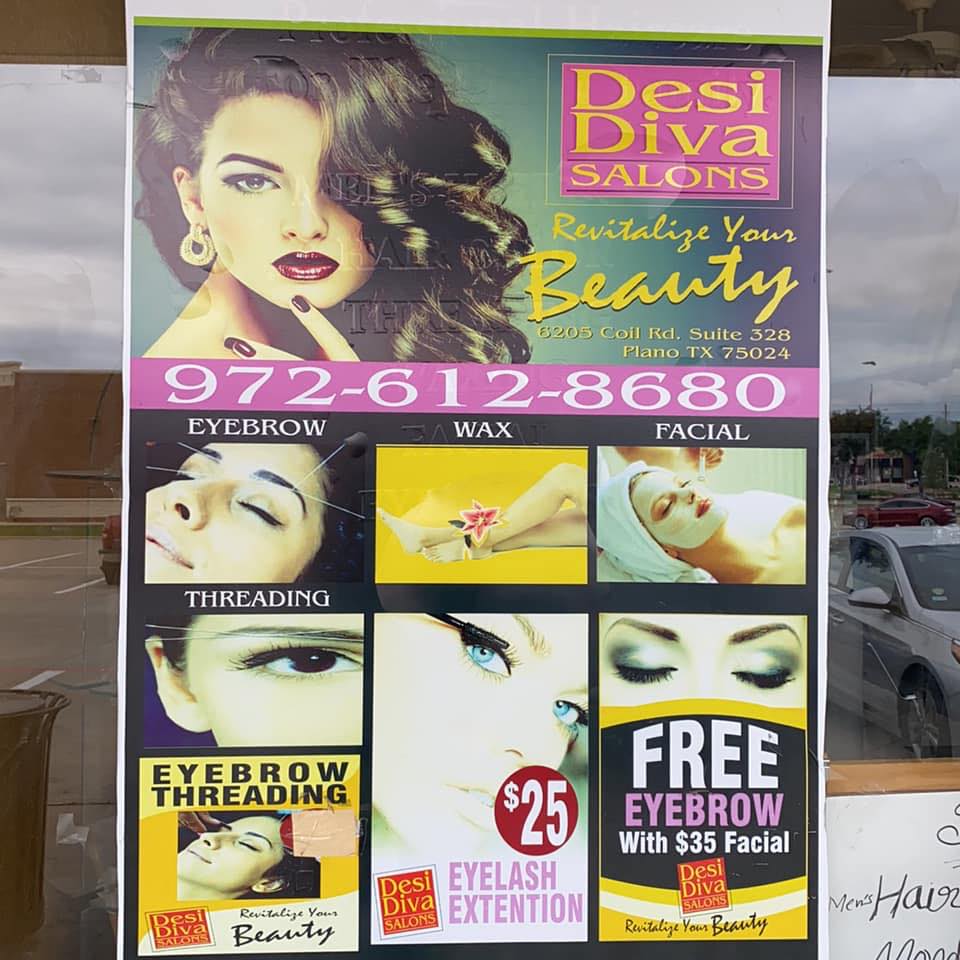 Desi
Diva
SALONS
Revitalize Your
Beauty
6205 Coil Rd. Suite 328
Plano TX 75024
972-612-8680
EYEBROW
WAX
FACIAL
THREADING
EYEBROW
THREADING
Desi
Diva
SALONS
Revitalize Your
Beauty
$25
EYELASH
EXTENTION
Desi
Diva
SALONS
FREE
EYEBROW
With $35 Facial
Desi
Diva
SALONS
Revitalize Your Beauty
Men's